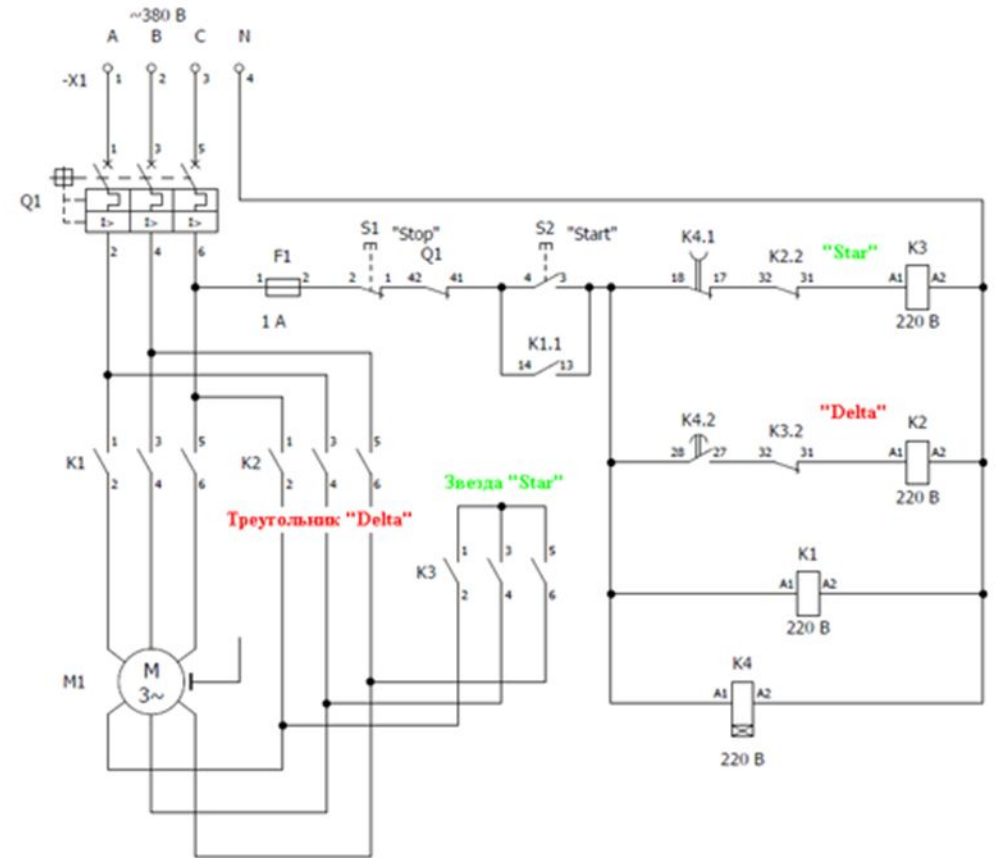 ~380 В
A B C N
-X1 1 2 3 4
1 3 5
Q1
I> I> I>
2 4 6
S1 "Stop"
Q1
S2 "Start"
F1
1 2
2 1 42 41
4 3
1 A
K1.1
14 13
K4.1
18 17
K2.2
32 31
"Star"
K3
A1 A2
220 В
K4.2
28 27
K3.2
32 31
"Delta"
K2
A1 A2
220 В
K1
1 3 5
2 4 6
K2
1 3 5
2 4 6
Треугольник "Delta"
Звезда "Star"
K3
1 3 5
2 4 6
K1
A1 A2
220 В
M1
M
3~
K4
A1 A2
220 В